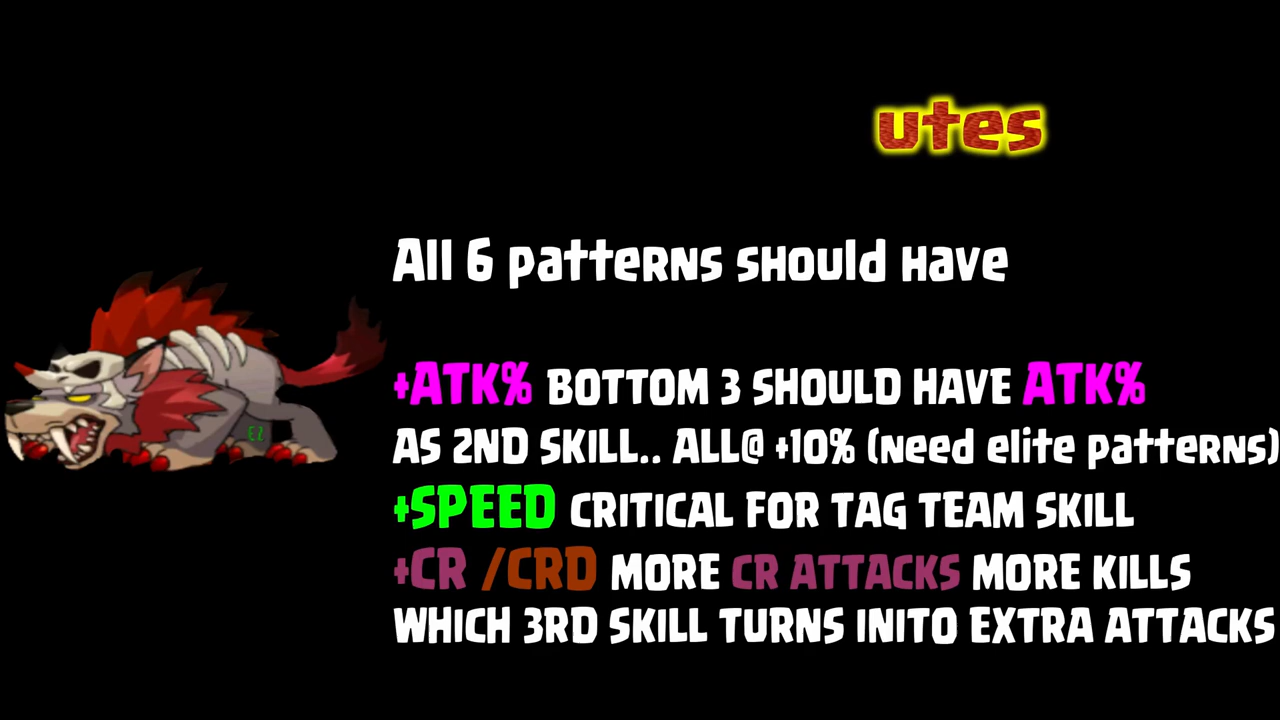 utes
All 6 patterns should have
+ATK% BOTTOM 3 SHOULD HAVE ATK%
AS 2ND SKILL.. ALL@ +10% (need elite patterns)
+SPEED CRITICAL FOR TAG TEAM SKILL
+CR /CRD MORE CR ATTACKS MORE KILLS
WHICH 3RD SKILL TURNS INITO EXTRA ATTACKS